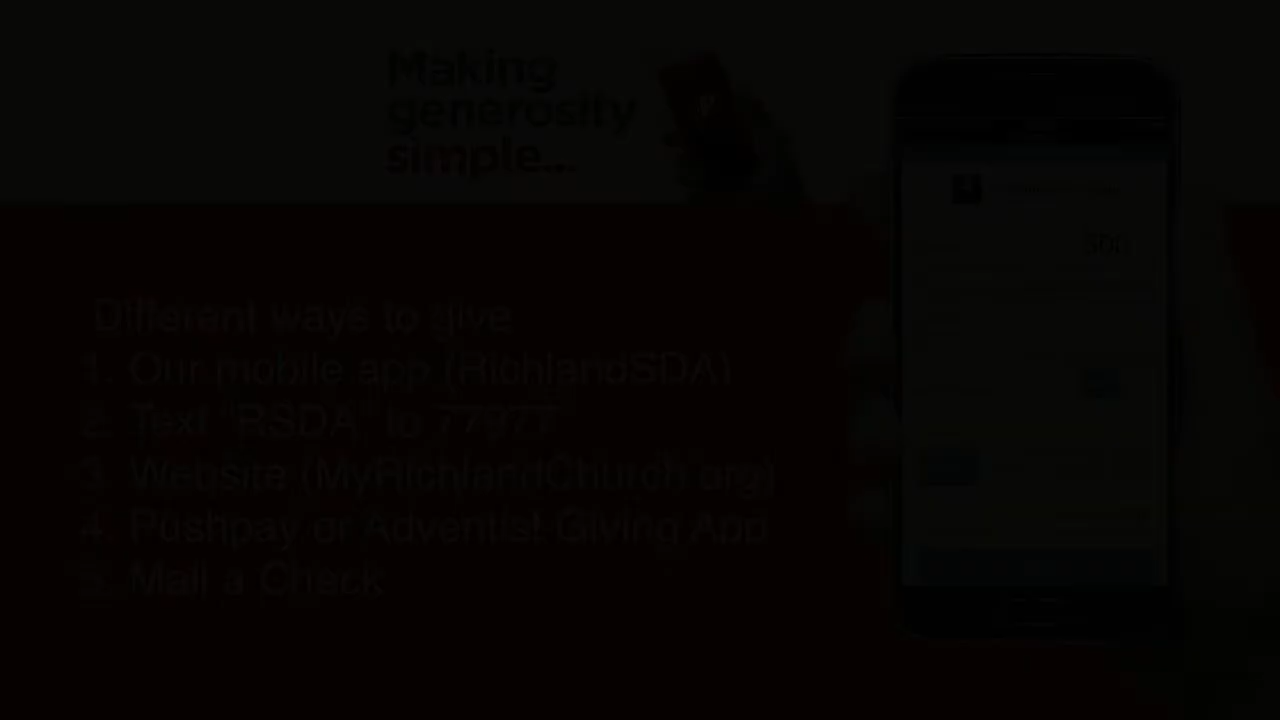 Making
generosity
simple...
Different ways to give
1. Our mobile app (RichlandSDA)
2. Text "RSDA" to 77977
3. Website (MyRichlandChurch.org)
4. Pushpay or Adventist Giving App
5. Mail a Check